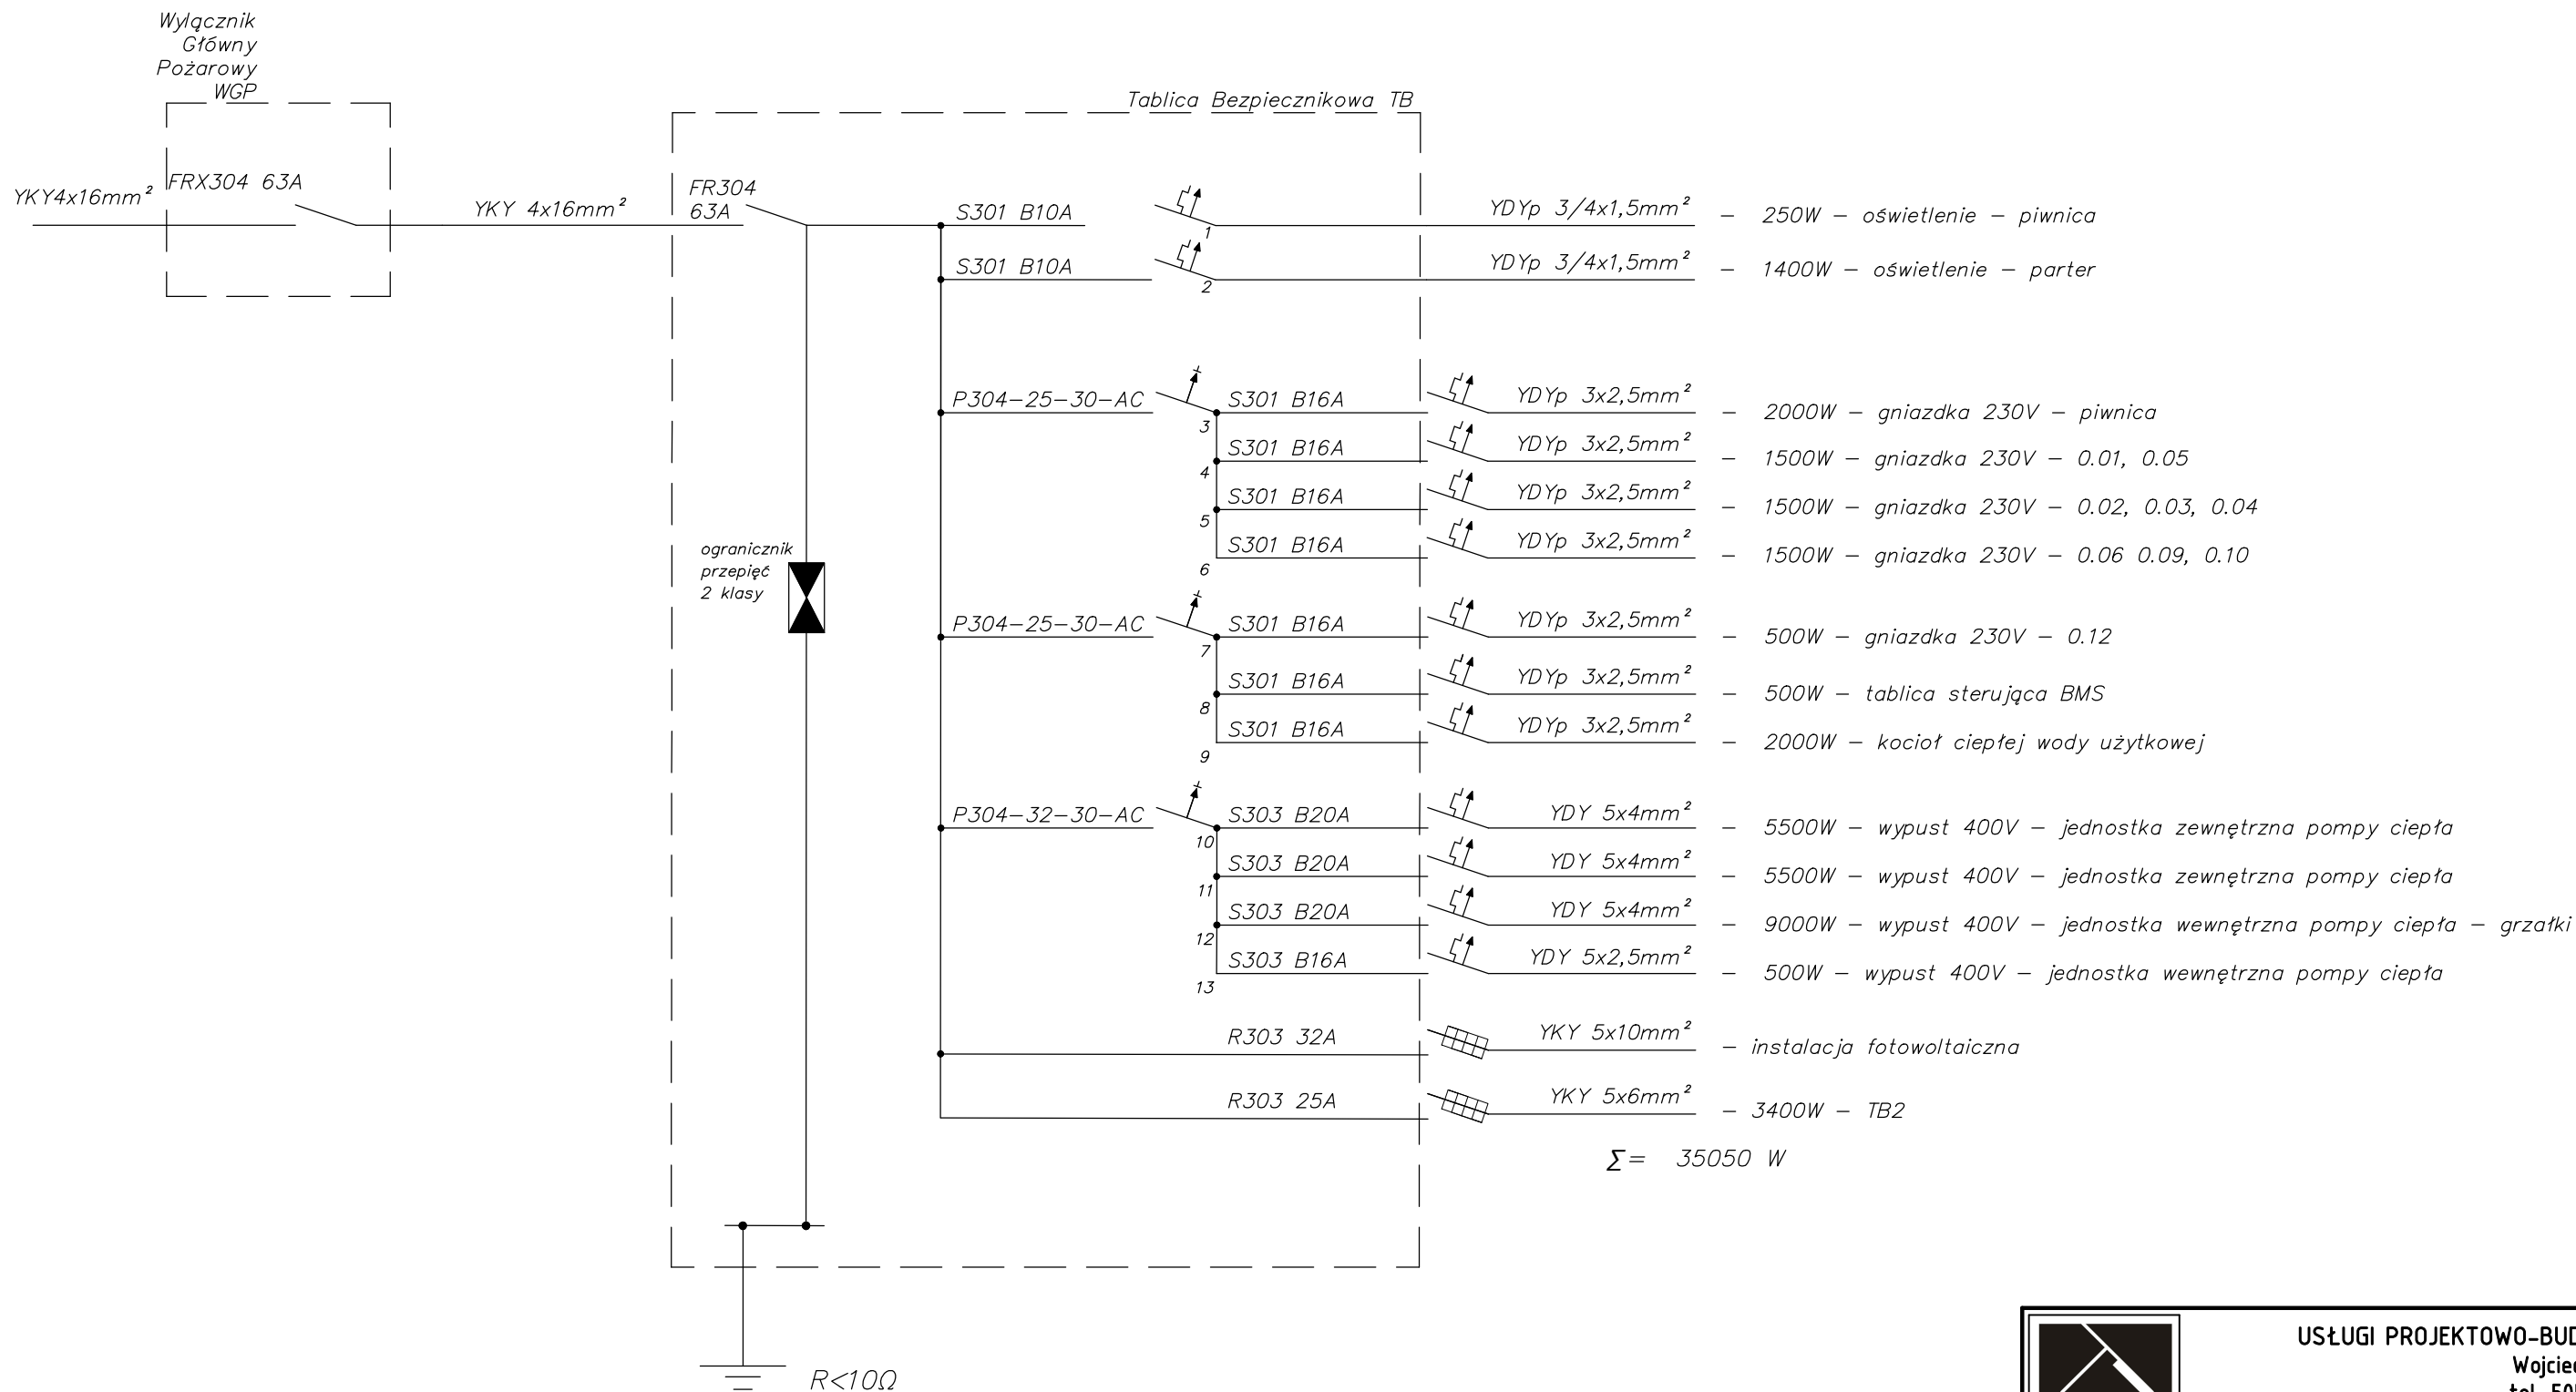 Wyłącznik
Główny
Pożarowy
WGP
YKY4x16mm²
FRX304 63A
YKY 4x16mm²
Tablica Bezpiecznikowa TB
FR304
63A
S301 B10A
1
YDYp 3/4x1,5mm²
- 250W - oświetlenie - piwnica
S301 B10A
2
YDYp 3/4x1,5mm²
- 1400W - oświetlenie - parter
P304-25-30-AC
3
S301 B16A
YDYp 3x2,5mm²
- 2000W - gniazdka 230V - piwnica
4
S301 B16A
YDYp 3x2,5mm²
- 1500W - gniazdka 230V - 0.01, 0.05
5
S301 B16A
YDYp 3x2,5mm²
- 1500W - gniazdka 230V - 0.02, 0.03, 0.04
6
S301 B16A
YDYp 3x2,5mm²
- 1500W - gniazdka 230V - 0.06 0.09, 0.10
ogranicznik
przepięć
2 klasy
P304-25-30-AC
7
S301 B16A
YDYp 3x2,5mm²
- 500W - gniazdka 230V - 0.12
8
S301 B16A
YDYp 3x2,5mm²
- 500W - tablica sterująca BMS
9
S301 B16A
YDYp 3x2,5mm²
- 2000W - kocioł ciepłej wody użytkowej
P304-32-30-AC
10
S303 B20A
YDY 5x4mm²
- 5500W - wypust 400V - jednostka zewnętrzna pompy ciepła
11
S303 B20A
YDY 5x4mm²
- 5500W - wypust 400V - jednostka zewnętrzna pompy ciepła
12
S303 B20A
YDY 5x4mm²
- 9000W - wypust 400V - jednostka wewnętrzna pompy ciepła - grzałki
13
S303 B16A
YDY 5x2,5mm²
- 500W - wypust 400V - jednostka wewnętrzna pompy ciepła
R303 32A
YKY 5x10mm²
- instalacja fotowoltaiczna
R303 25A
YKY 5x6mm²
- 3400W - TB2
Σ= 35050 W
R<10Ω
USŁUGI PROJEKTOWO-BUD
Wojciec